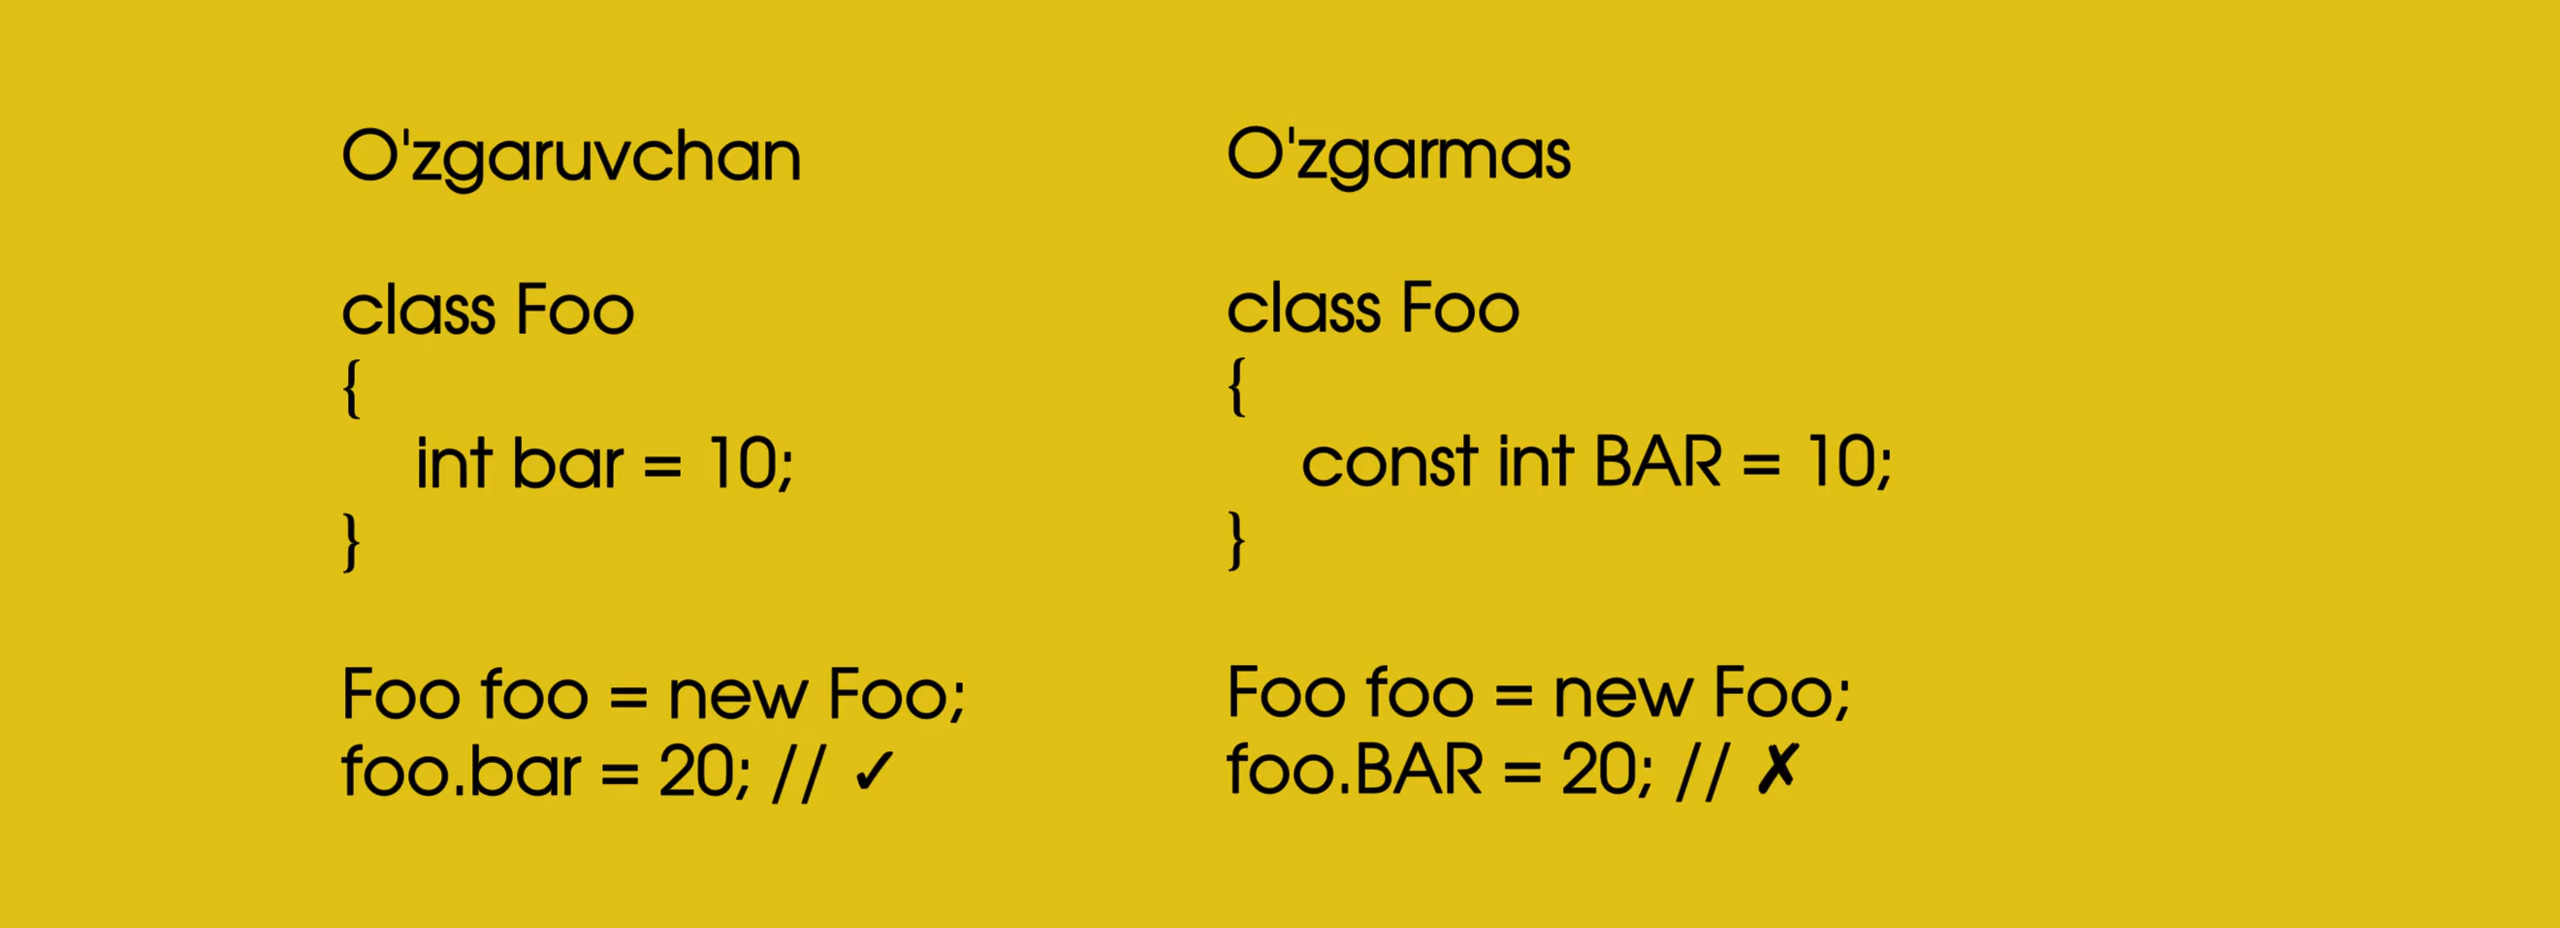 O'zgaruvchan
class Foo
{
int bar = 10;
}
Foo foo = new Foo;
foo.bar = 20; // ✓
O'zgarmas
class Foo
{
const int BAR = 10;
}
Foo foo = new Foo;
foo.BAR = 20; // ✗